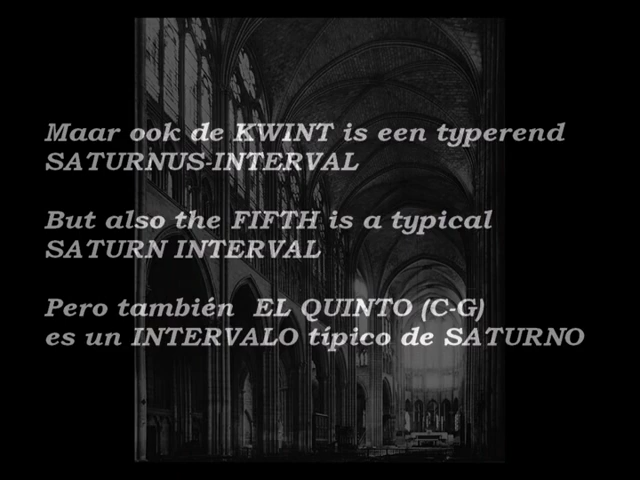 Maar ook de KWINT is een typerend
SATURNUS-INTERVAL
But also the FIFTH is a typical
SATURN INTERVAL
Pero también EL QUINTO (C-G)
es un INTERVALO típico de SATURNO